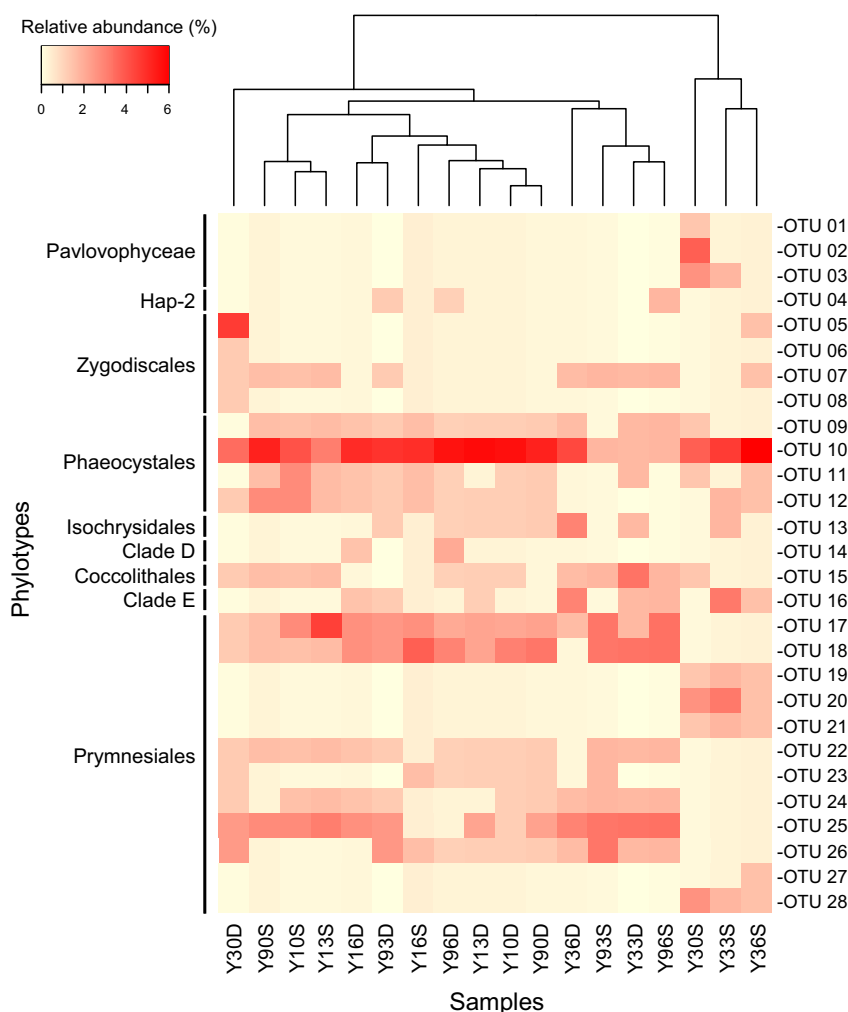 Relative abundance (%)
0 2 4 6
Pavlovophyceae
Hap-2
Zygodiscales
Phaeocystales
Isochrysidales
Clade D
Coccolithales
Clade E
Prymnesiales
Phylotypes
-OTU 01
-OTU 02
-OTU 03
-OTU 04
-OTU 05
-OTU 06
-OTU 07
-OTU 08
-OTU 09
-OTU 10
-OTU 11
-OTU 12
-OTU 13
-OTU 14
-OTU 15
-OTU 16
-OTU 17
-OTU 18
-OTU 19
-OTU 20
-OTU 21
-OTU 22
-OTU 23
-OTU 24
-OTU 25
-OTU 26
-OTU 27
-OTU 28
Y30D
Y90S
Y10S
Y13S
Y16D
Y93D
Y16S
Y96D
Y13D
Y10D
Y90D
Y36D
Y93S
Y33D
Y96S
Y30S
Y33S
Y36S
Samples